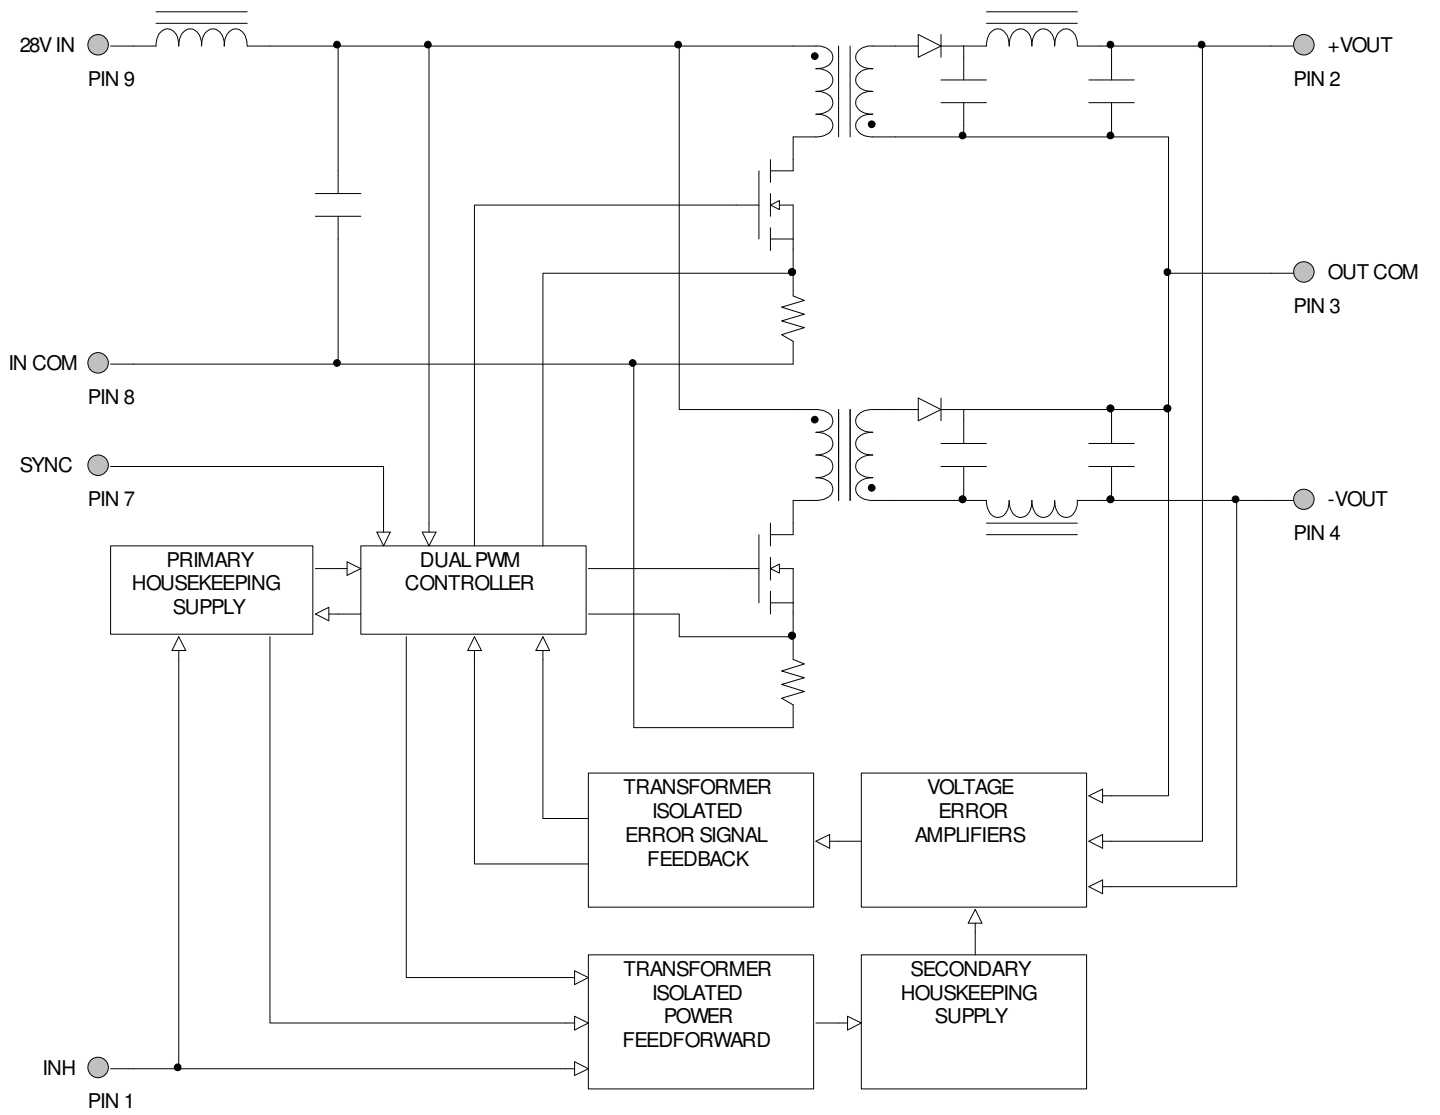 28V IN
PIN 9
+VOUT
PIN 2
OUT COM
PIN 3
IN COM
PIN 8
SYNC
PIN 7
-VOUT
PIN 4
PRIMARY
HOUSEKEEPING
SUPPLY
DUAL PWM
CONTROLLER
TRANSFORMER
ISOLATED
ERROR SIGNAL
FEEDBACK
VOLTAGE
ERROR
AMPLIFIERS
TRANSFORMER
ISOLATED
POWER
FEEDFORWARD
SECONDARY
HOUSKEEPING
SUPPLY
INH
PIN 1